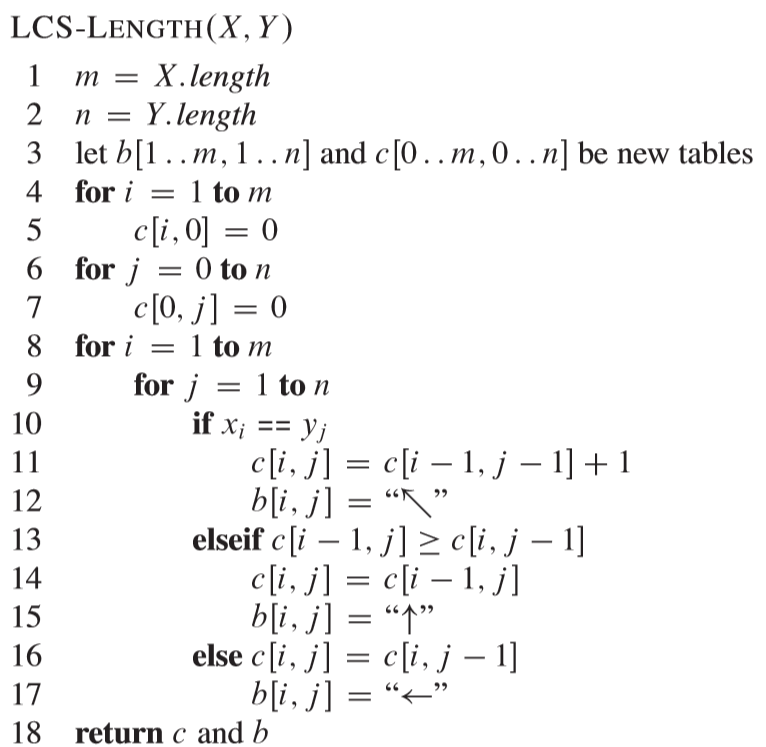 LCS-LENGTH(X, Y)
1 m = X.length
2 n = Y.length
3 let b[1..m, 1..n] and c[0..m, 0..n] be new tables
4 for i = 1 to m
5 c[i, 0] = 0
6 for j = 0 to n
7 c[0, j] = 0
8 for i = 1 to m
9 for j = 1 to n
10 if xᵢ == yⱼ
11 c[i, j] = c[i − 1, j − 1] + 1
12 b[i, j] = “↖”
13 elseif c[i − 1, j] ≥ c[i, j − 1]
14 c[i, j] = c[i − 1, j]
15 b[i, j] = “↑”
16 else c[i, j] = c[i, j − 1]
17 b[i, j] = “←”
18 return c and b